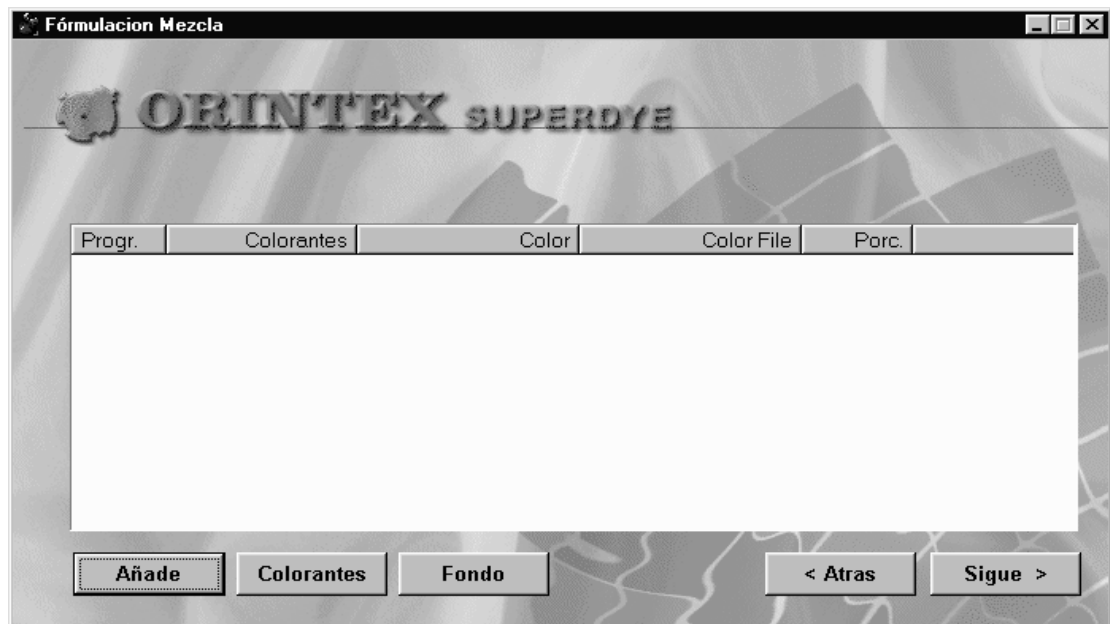 Fórmulacion Mezcla
ORINTEX SUPERDYE
Progr. Colorantes Color Color File Porc.
Añade Colorantes Fondo < Atras Sigue >